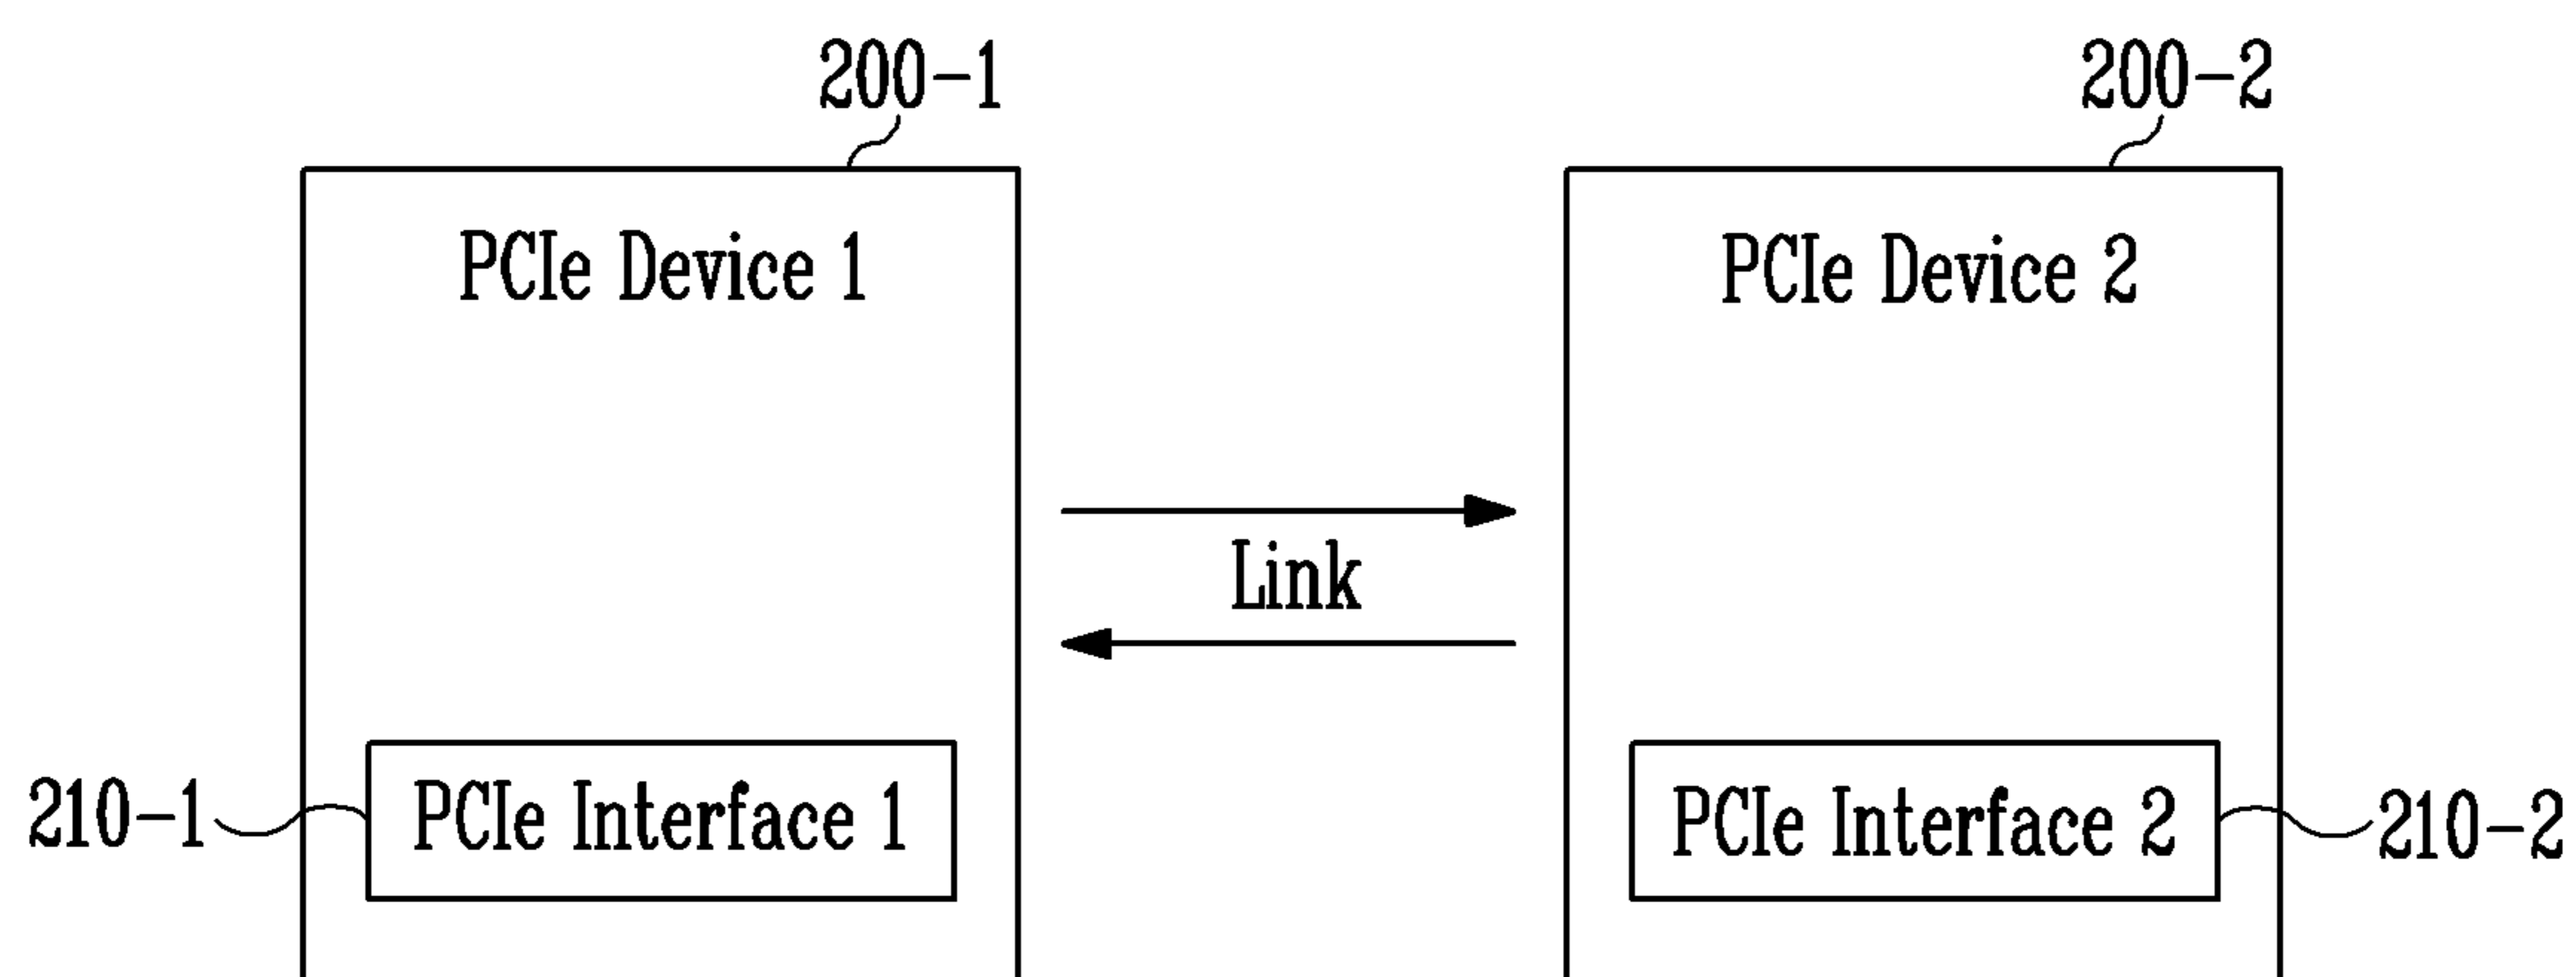 200-1
200-2
PCIe Device 1
PCIe Device 2
Link
210-1
PCIe Interface 1
PCIe Interface 2
210-2